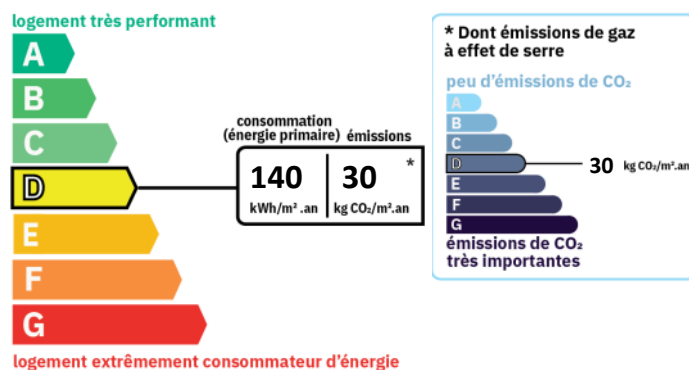 logement très performant
A
B
C
D
E
F
G
logement extrêmement consommateur d'énergie
consommation
(énergie primaire) émissions
140 30 *
kWh/m² .an kg CO₂/m².an
* Dont émissions de gaz
à effet de serre
peu d'émissions de CO₂
A
B
C
D 30 kg CO₂/m².an
E
F
G
émissions de CO₂
très importantes